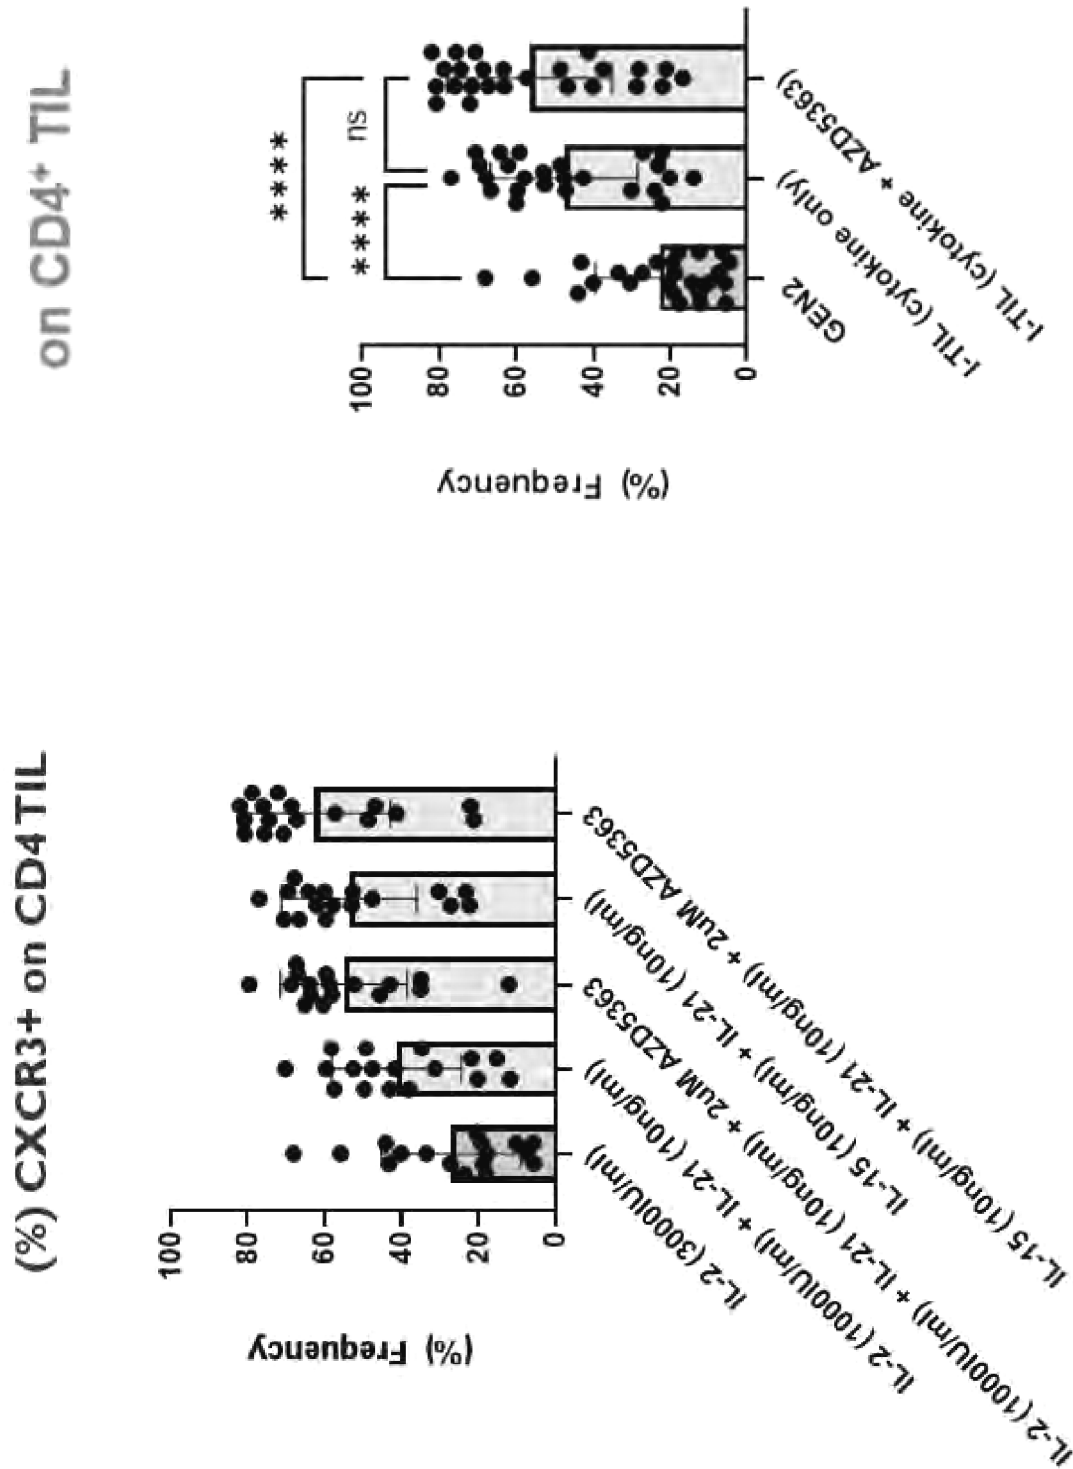 (%) CXCR3+ on CD4 TIL
(%) Frequency
100
80
60
40
20
0
IL-2 (3000IU/ml)
IL-2 (1000IU/ml) + IL-21 (10ng/ml)
IL-2 (1000IU/ml) + IL-21 (10ng/ml) + 2uM AZD5363
IL-15 (10ng/ml) + IL-21 (10ng/ml)
IL-15 (10ng/ml) + IL-21 (10ng/ml) + 2uM AZD5363
on CD4+ TIL
(%) Frequency
100
80
60
40
20
0
****
****
ns
GEN2
I-TIL (cytokine only)
I-TIL (cytokine + AZD5363)